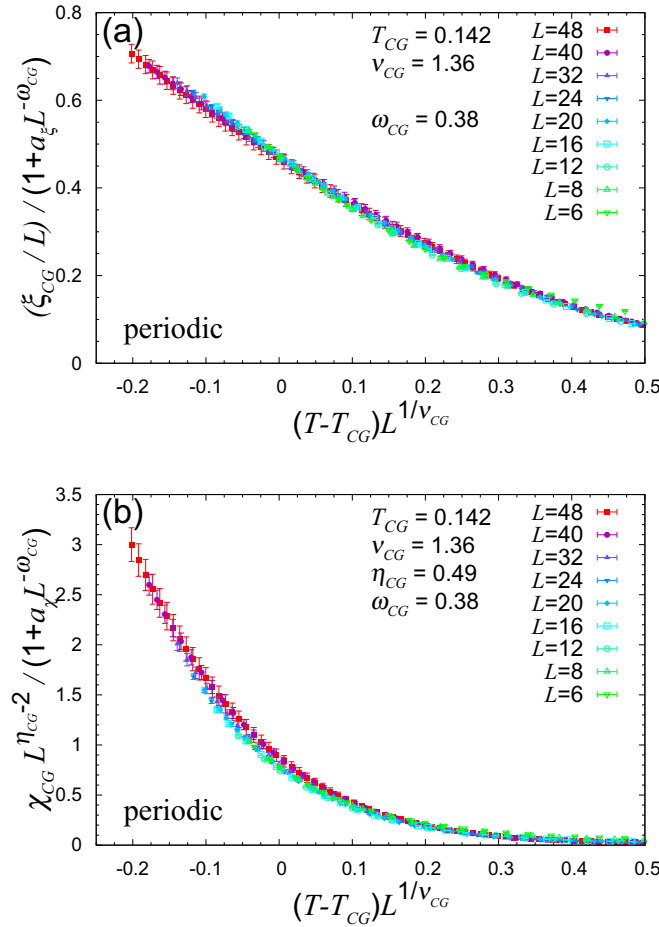 (a)
T_CG = 0.142
ν_CG = 1.36
ω_CG = 0.38
L=48
L=40
L=32
L=24
L=20
L=16
L=12
L=8
L=6
0.8
0.6
0.4
0.2
0
(ξ_CG / L) / (1+a_ξ L^-ω_CG)
periodic
-0.2 -0.1 0 0.1 0.2 0.3 0.4 0.5
(T-T_CG)L^1/ν_CG
(b)
T_CG = 0.142
ν_CG = 1.36
η_CG = 0.49
ω_CG = 0.38
L=48
L=40
L=32
L=24
L=20
L=16
L=12
L=8
L=6
3.5
3
2.5
2
1.5
1
0.5
0
χ_CG L^η_CG-2 / (1+a_χ L^-ω_CG)
periodic
-0.2 -0.1 0 0.1 0.2 0.3 0.4 0.5
(T-T_CG)L^1/ν_CG